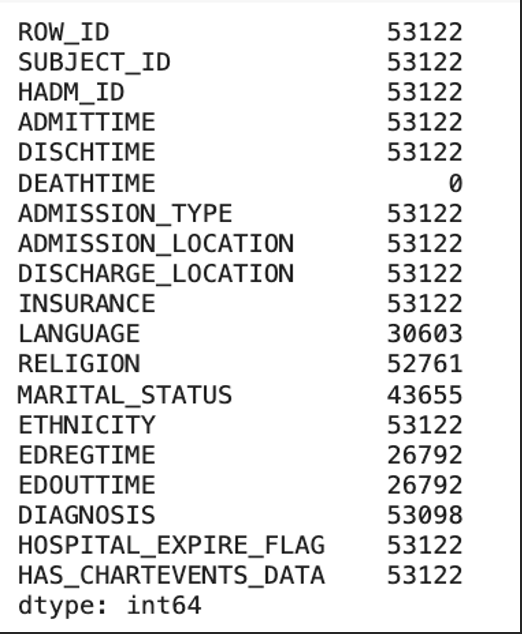 ROW_ID 53122
SUBJECT_ID 53122
HADM_ID 53122
ADMITTIME 53122
DISCHTIME 53122
DEATHTIME 0
ADMISSION_TYPE 53122
ADMISSION_LOCATION 53122
DISCHARGE_LOCATION 53122
INSURANCE 53122
LANGUAGE 30603
RELIGION 52761
MARITAL_STATUS 43655
ETHNICITY 53122
EDREGTIME 26792
EDOUTTIME 26792
DIAGNOSIS 53098
HOSPITAL_EXPIRE_FLAG 53122
HAS_CHARTEVENTS_DATA 53122
dtype: int64